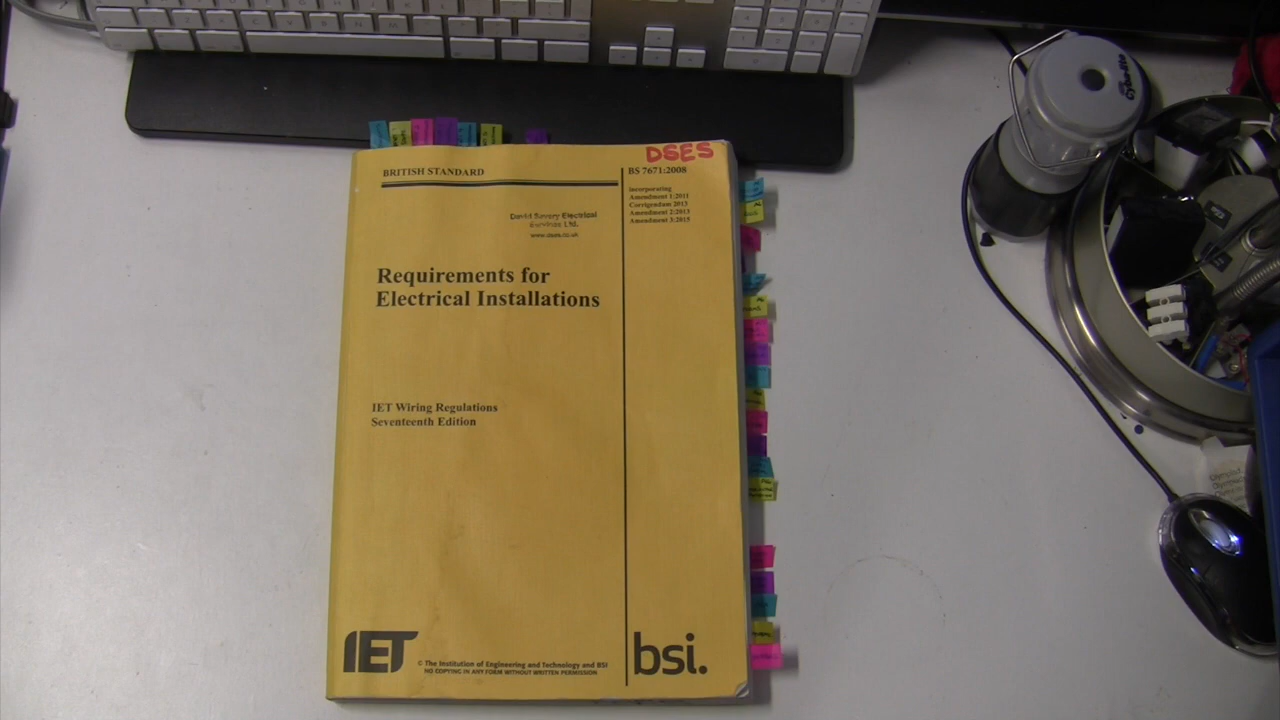 DSES
BRITISH STANDARD
BS 7671:2008
incorporating
Amendment 1:2011
Corrigendum 2013
Amendment 2:2013
Amendment 3:2015
David Savery Electrical
Services Ltd.
www.dses.co.uk
Requirements for
Electrical Installations
IET Wiring Regulations
Seventeenth Edition
IET
© The Institution of Engineering and Technology and BSI
NO COPYING IN ANY FORM WITHOUT WRITTEN PERMISSION
bsi.